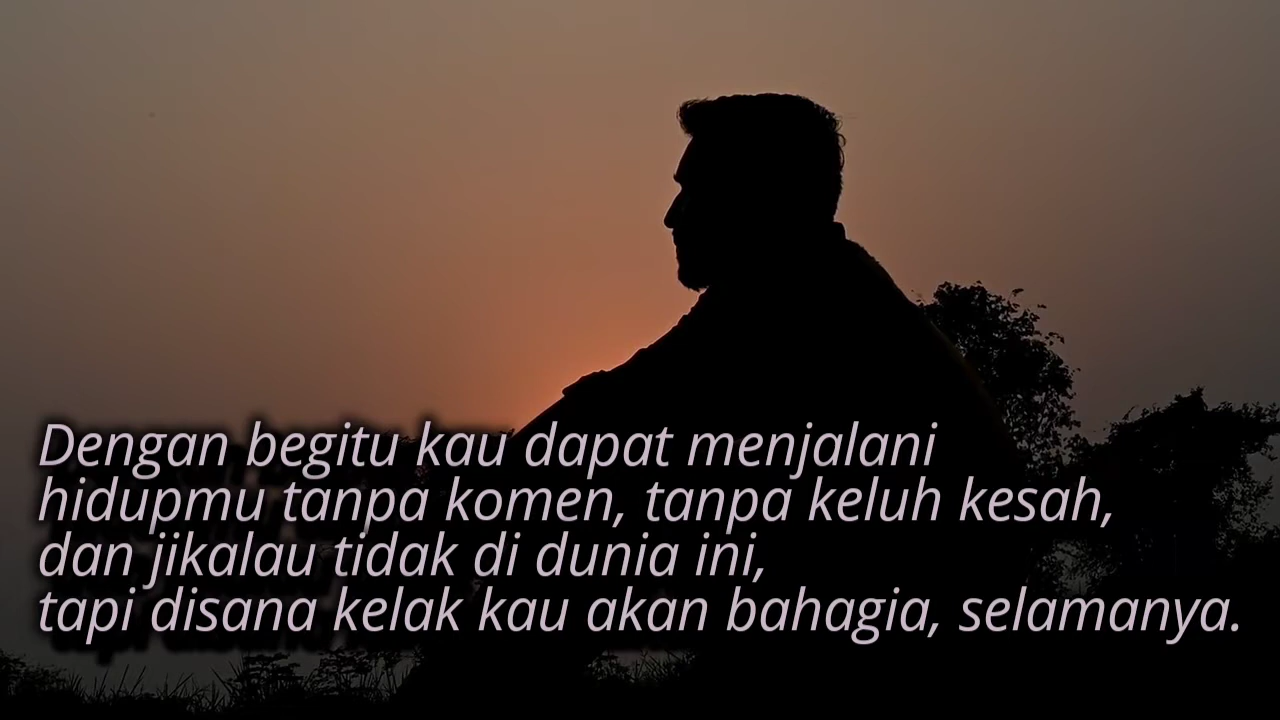 Dengan begitu kau dapat menjalani
hidupmu tanpa komen, tanpa keluh kesah,
dan jikalau tidak di dunia ini,
tapi disana kelak kau akan bahagia, selamanya.